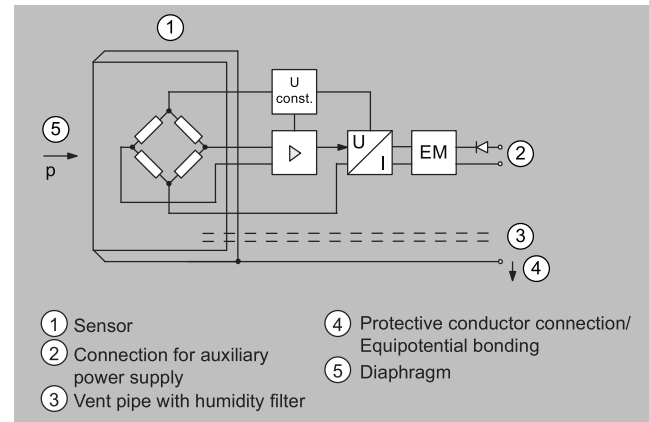 1
U
const.
5
p
U
I
EM
2
3
4
1 Sensor
2 Connection for auxiliary
power supply
3 Vent pipe with humidity filter
4 Protective conductor connection/
Equipotential bonding
5 Diaphragm